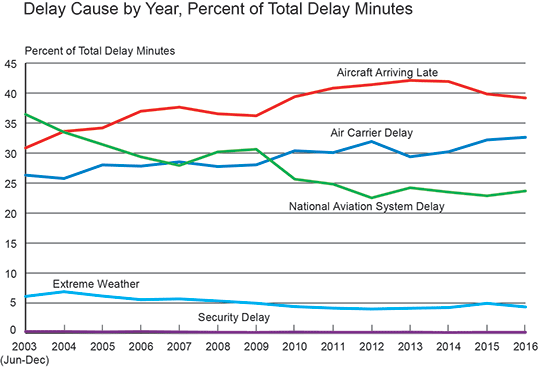 Delay Cause by Year, Percent of Total Delay Minutes
Percent of Total Delay Minutes
45
Aircraft Arriving Late
40
35
Air Carrier Delay
30
25
National Aviation System Delay
20
15
10
Extreme Weather
5
Security Delay
0
2003 2004 2005 2006 2007 2008 2009 2010 2011 2012 2013 2014 2015 2016
(Jun-Dec)